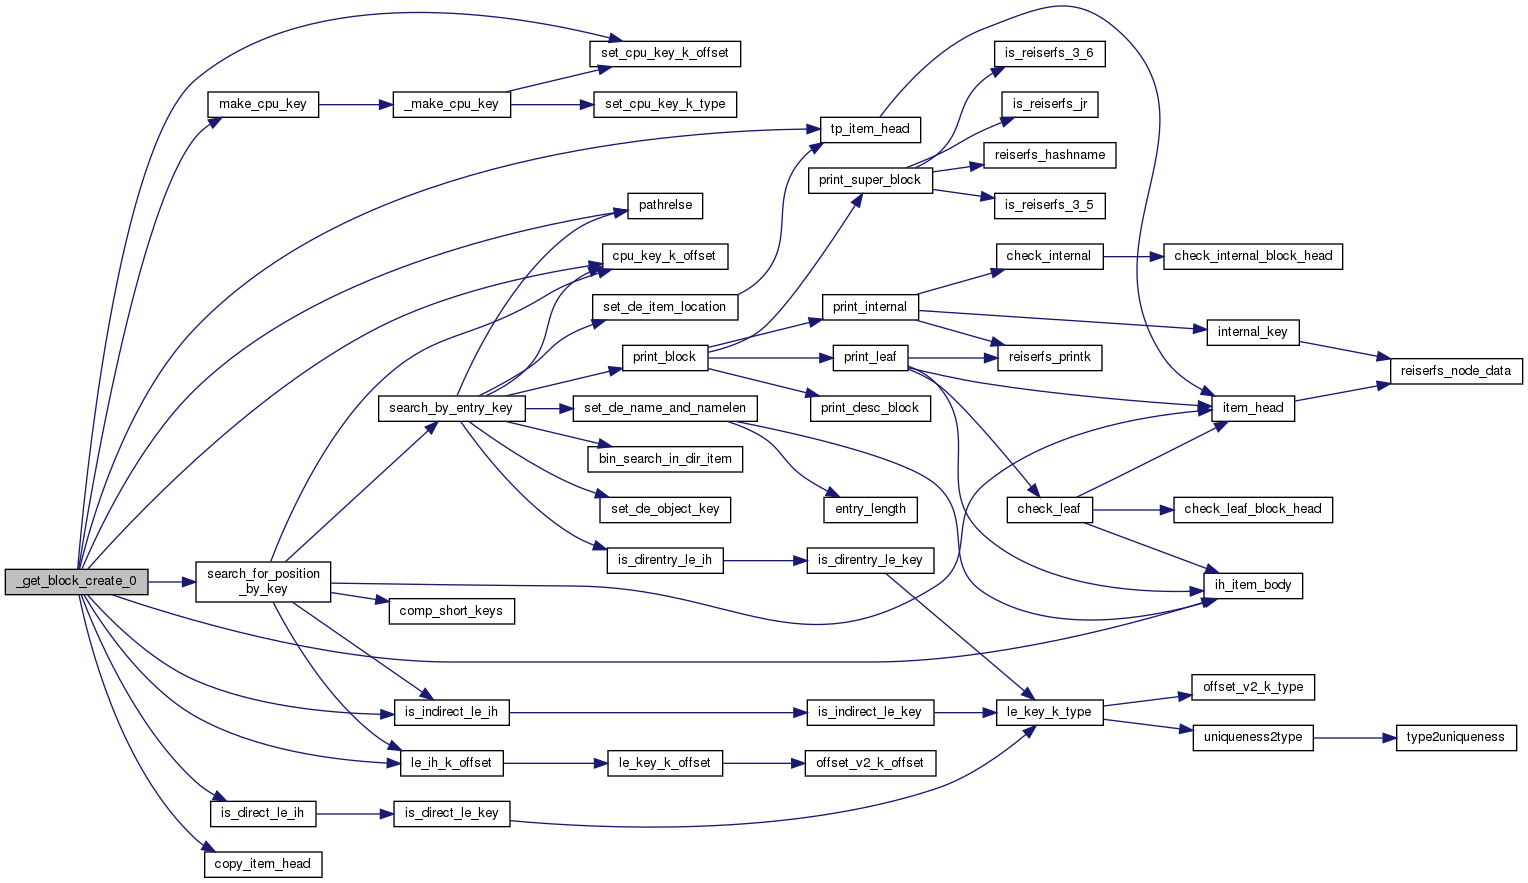 _get_block_create_0
set_cpu_key_k_offset
make_cpu_key
_make_cpu_key
set_cpu_key_k_type
tp_item_head
pathrelse
cpu_key_k_offset
set_de_item_location
print_block
search_by_entry_key
set_de_name_and_namelen
bin_search_in_dir_item
set_de_object_key
is_direntry_le_ih
search_for_position
_by_key
comp_short_keys
is_indirect_le_ih
le_ih_k_offset
is_direct_le_ih
copy_item_head
is_direct_le_key
le_key_k_offset
offset_v2_k_offset
is_indirect_le_key
is_direntry_le_key
entry_length
print_desc_block
print_leaf
print_internal
print_super_block
is_reiserfs_3_6
is_reiserfs_jr
reiserfs_hashname
is_reiserfs_3_5
check_internal
check_internal_block_head
internal_key
reiserfs_printk
reiserfs_node_data
item_head
check_leaf
check_leaf_block_head
ih_item_body
le_key_k_type
offset_v2_k_type
uniqueness2type
type2uniqueness